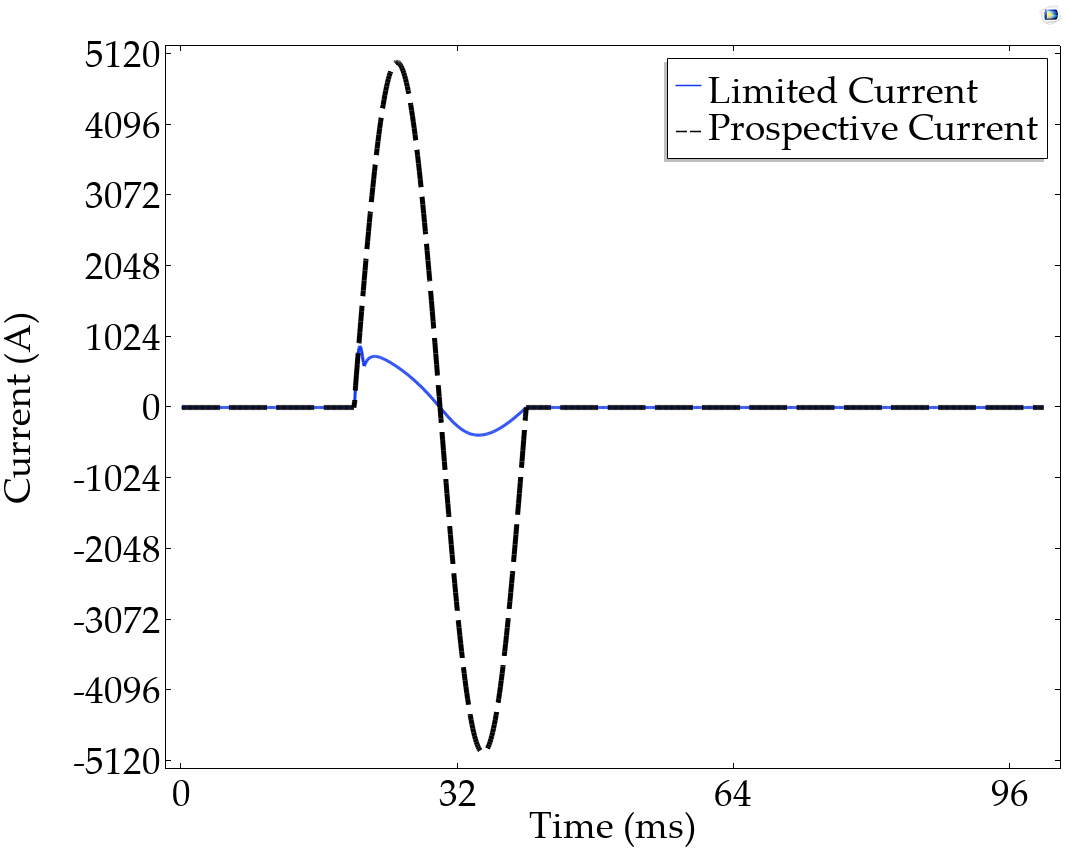 5120
4096
3072
2048
1024
0
-1024
-2048
-3072
-4096
-5120
Current (A)
Limited Current
Prospective Current
0 32 64 96
Time (ms)